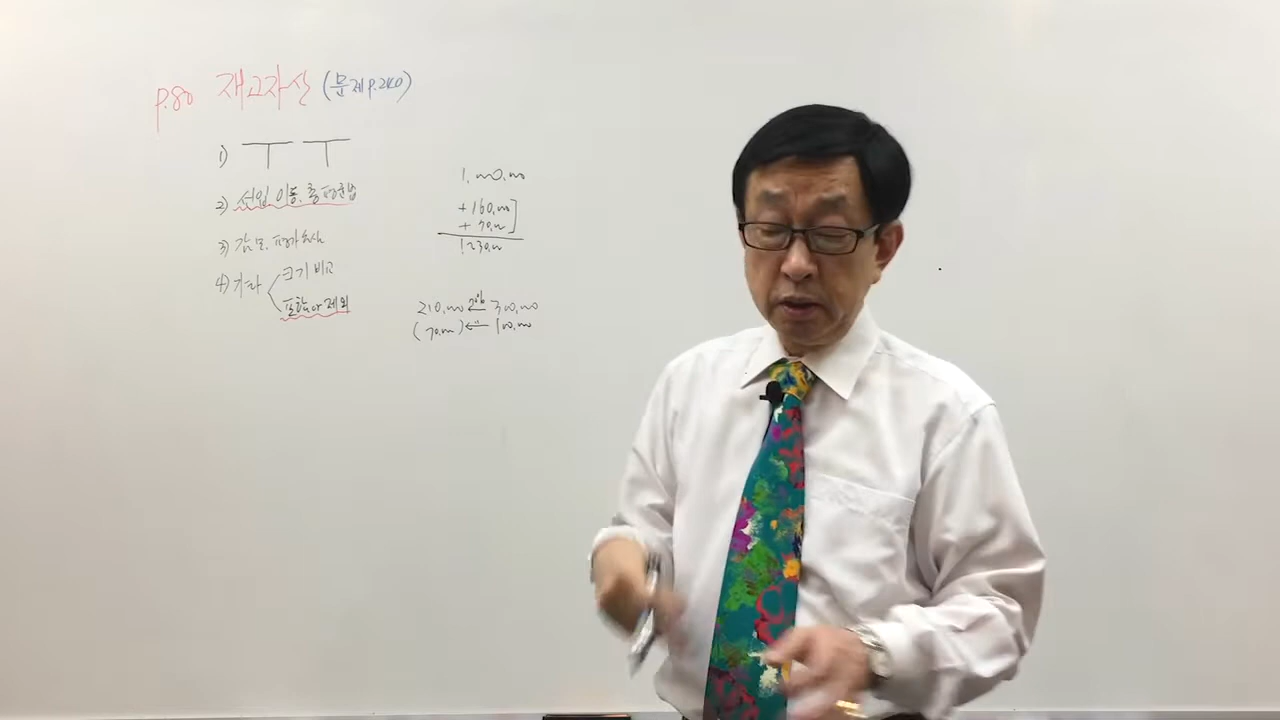 p.80 재고자산 (문제 p.240)
1) T T
2) 선입, 이동, 총평균법
3) 감모, 평가손실
4) 기타
크기 비교
포함 or 제외
1,000,000
+160,000
+ 70,000
1,230,000
210,000 ← 300,000
(70,000) ← 100,000